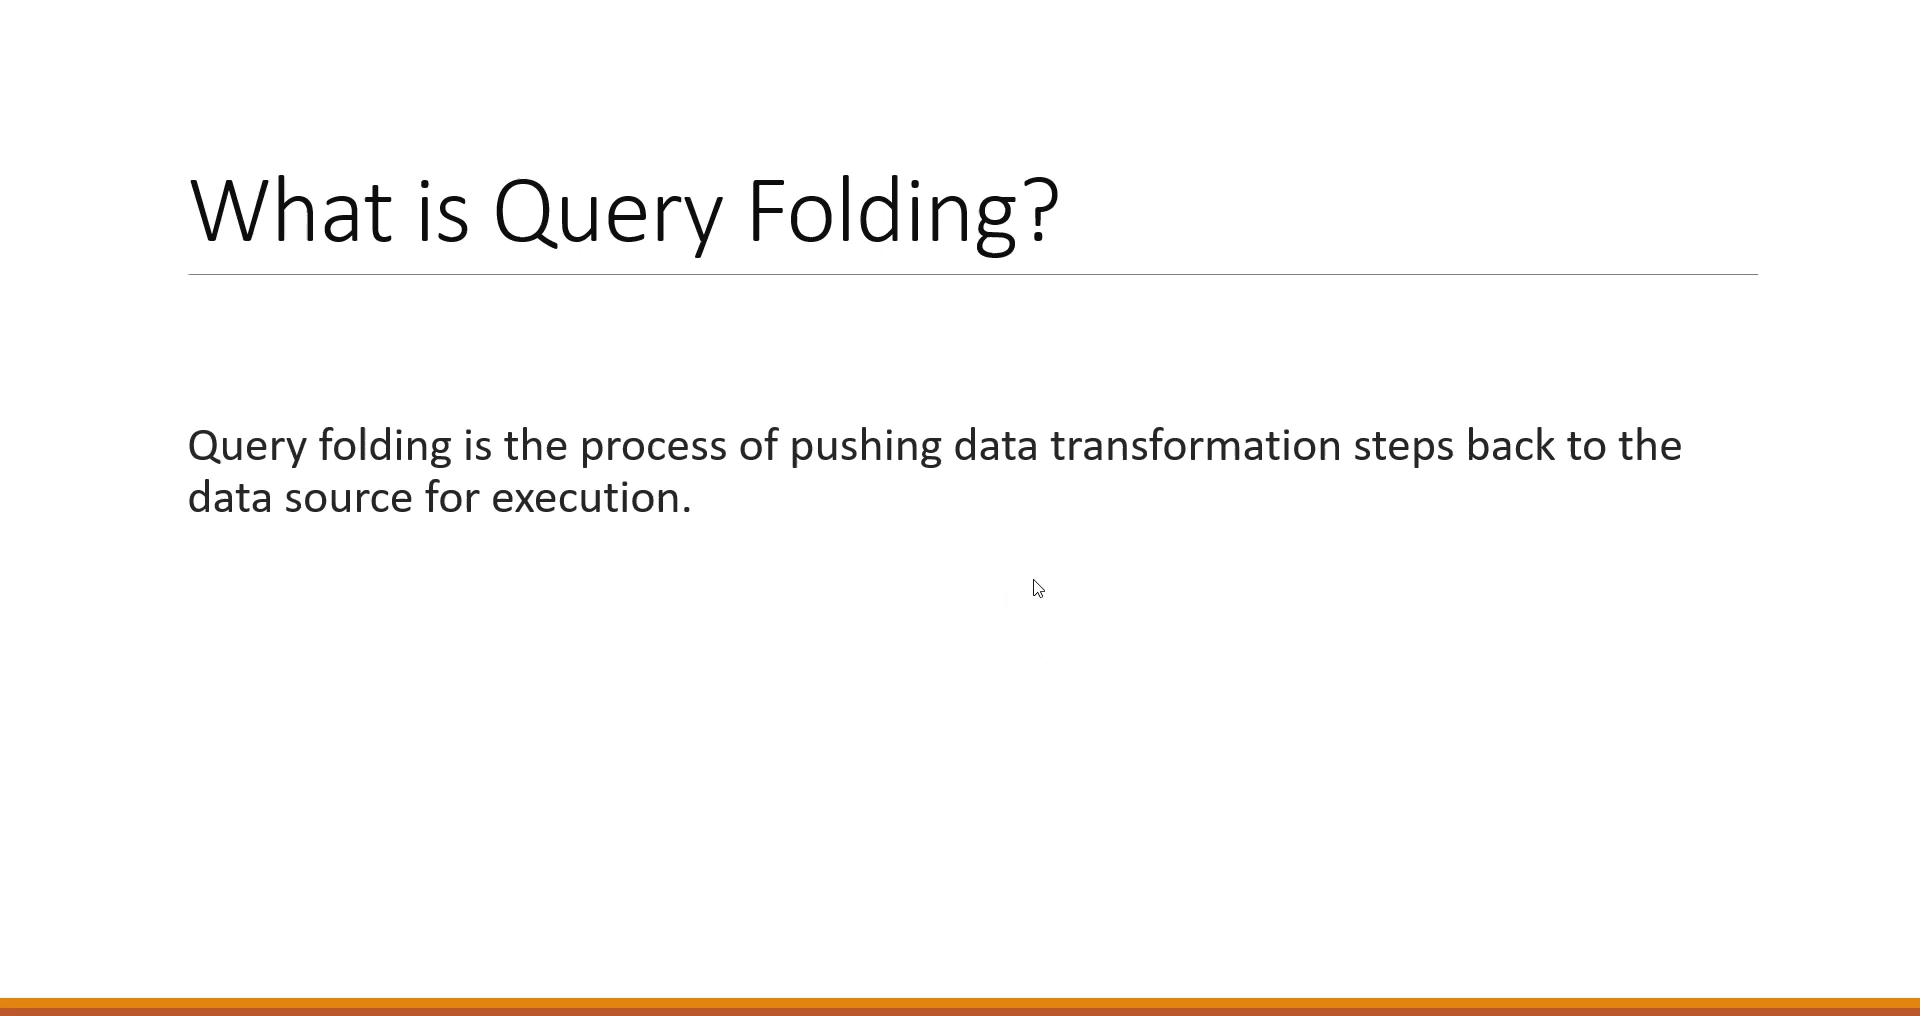 What is Query Folding?
Query folding is the process of pushing data transformation steps back to the
data source for execution.